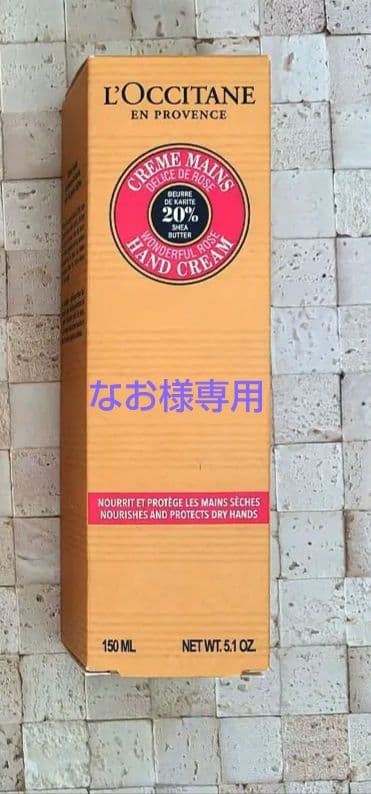 L'OCCITANE
EN PROVENCE
CREME MAINS
DÉLICE DE ROSE
BEURRE
DE KARITÉ
20%
SHEA
BUTTER
WONDERFUL ROSE
HAND CREAM
なお様専用
NOURRIT ET PROTÈGE LES MAINS SÈCHES
NOURISHES AND PROTECTS DRY HANDS
150 ML NET WT. 5.1 OZ.